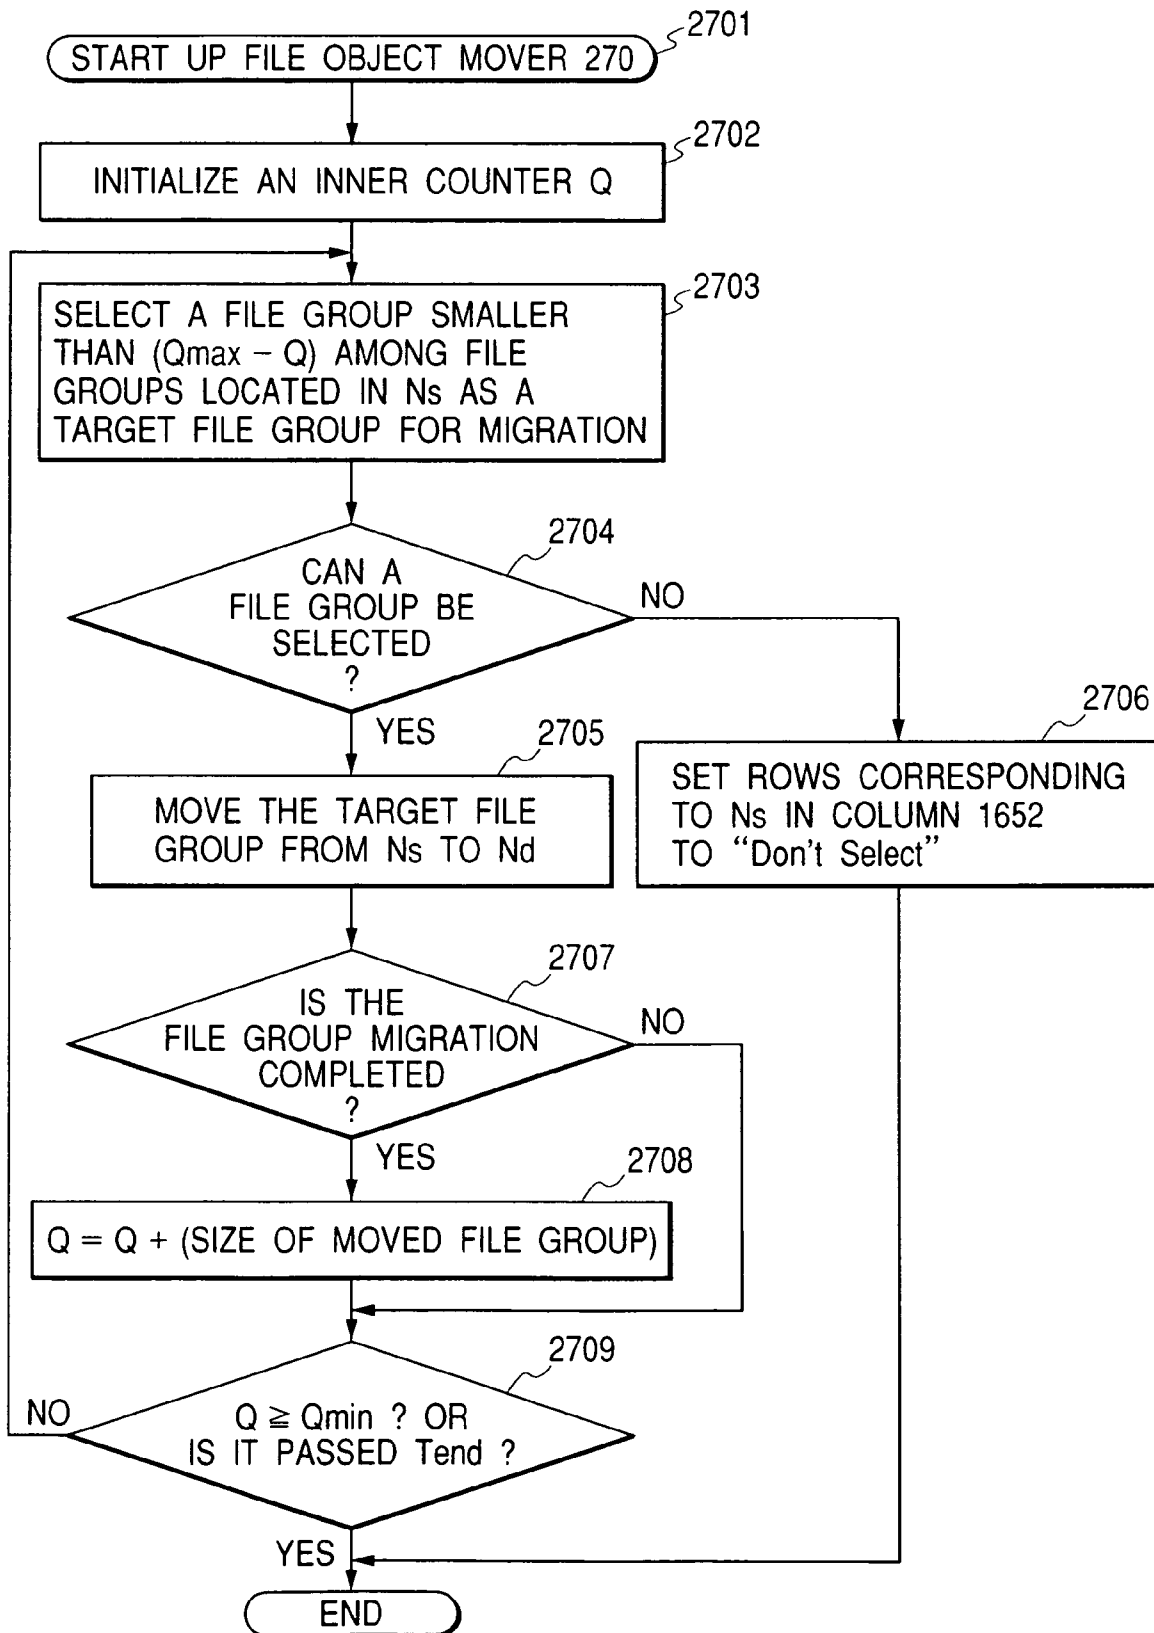 2701
START UP FILE OBJECT MOVER 270
2702
INITIALIZE AN INNER COUNTER Q
2703
SELECT A FILE GROUP SMALLER
THAN (Qmax – Q) AMONG FILE
GROUPS LOCATED IN Ns AS A
TARGET FILE GROUP FOR MIGRATION
2704
CAN A
FILE GROUP BE
SELECTED
?
NO
YES
2705
MOVE THE TARGET FILE
GROUP FROM Ns TO Nd
2706
SET ROWS CORRESPONDING
TO Ns IN COLUMN 1652
TO “Don't Select”
2707
IS THE
FILE GROUP MIGRATION
COMPLETED
?
NO
YES
2708
Q = Q + (SIZE OF MOVED FILE GROUP)
2709
Q ≧ Qmin ? OR
IS IT PASSED Tend ?
NO
YES
END